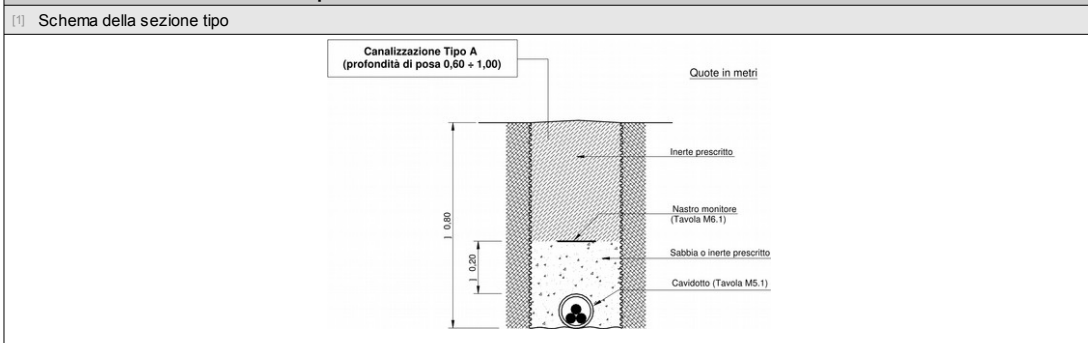 [1] Schema della sezione tipo
Canalizzazione Tipo A
(profondità di posa 0,60 ÷ 1,00)
Quote in metri
Inerte prescritto
Nastro monitore
(Tavola M6.1)
0,80
Sabbia o inerte prescritto
0,20
Cavidotto (Tavola M5.1)